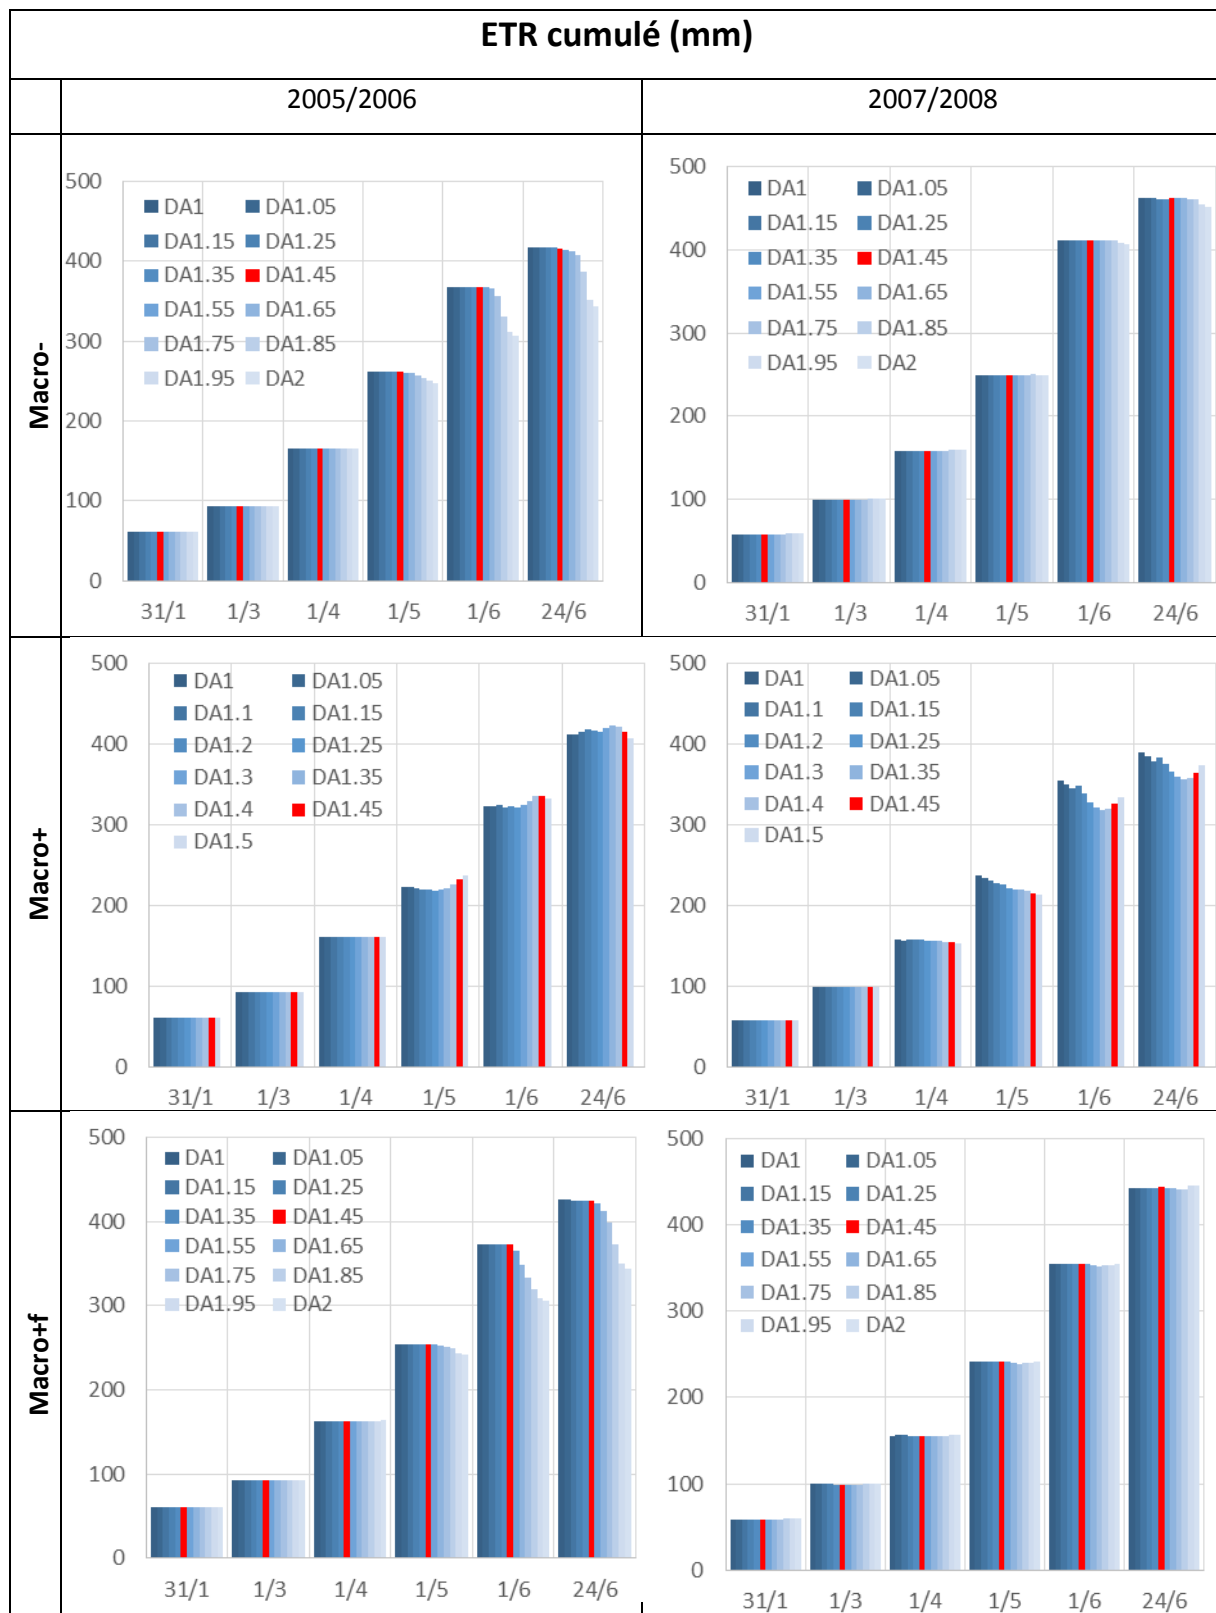 ETR cumulé (mm)
2005/2006
2007/2008
Macro-
500
400
300
200
100
0
DA1 DA1.05
DA1.15 DA1.25
DA1.35 DA1.45
DA1.55 DA1.65
DA1.75 DA1.85
DA1.95 DA2
31/1 1/3 1/4 1/5 1/6 24/6
500
400
300
200
100
0
DA1 DA1.05
DA1.15 DA1.25
DA1.35 DA1.45
DA1.55 DA1.65
DA1.75 DA1.85
DA1.95 DA2
31/1 1/3 1/4 1/5 1/6 24/6
Macro+
500
400
300
200
100
0
DA1 DA1.05
DA1.1 DA1.15
DA1.2 DA1.25
DA1.3 DA1.35
DA1.4 DA1.45
DA1.5
31/1 1/3 1/4 1/5 1/6 24/6
500
400
300
200
100
0
DA1 DA1.05
DA1.1 DA1.15
DA1.2 DA1.25
DA1.3 DA1.35
DA1.4 DA1.45
DA1.5
31/1 1/3 1/4 1/5 1/6 24/6
Macro+f
500
400
300
200
100
0
DA1 DA1.05
DA1.15 DA1.25
DA1.35 DA1.45
DA1.55 DA1.65
DA1.75 DA1.85
DA1.95 DA2
31/1 1/3 1/4 1/5 1/6 24/6
500
400
300
200
100
0
DA1 DA1.05
DA1.15 DA1.25
DA1.35 DA1.45
DA1.55 DA1.65
DA1.75 DA1.85
DA1.95 DA2
31/1 1/3 1/4 1/5 1/6 24/6